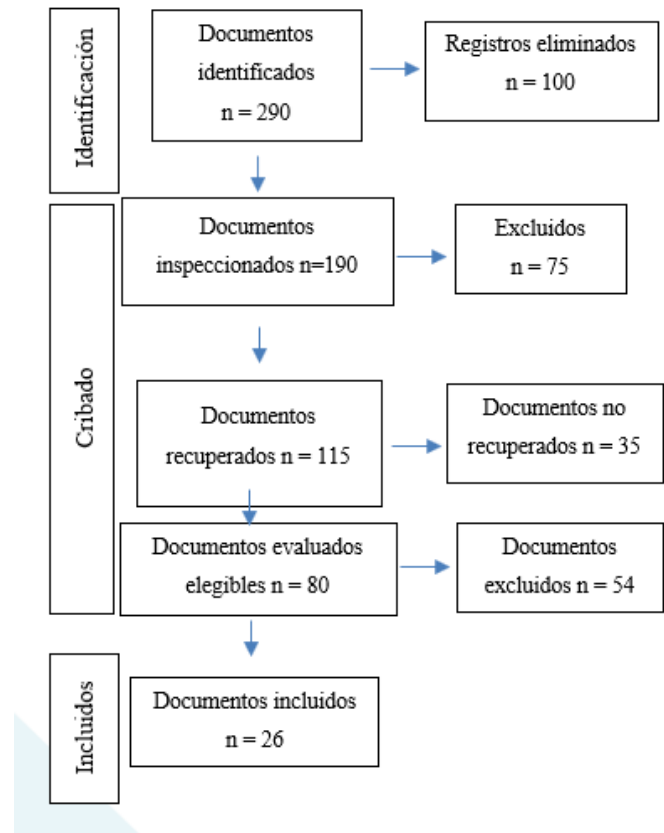 Identificación
Documentos
identificados
n = 290
Registros eliminados
n = 100
Cribado
Documentos
inspeccionados n=190
Excluidos
n = 75
Documentos
recuperados n = 115
Documentos no
recuperados n = 35
Documentos evaluados
elegibles n = 80
Documentos
excluidos n = 54
Incluidos
Documentos incluidos
n = 26